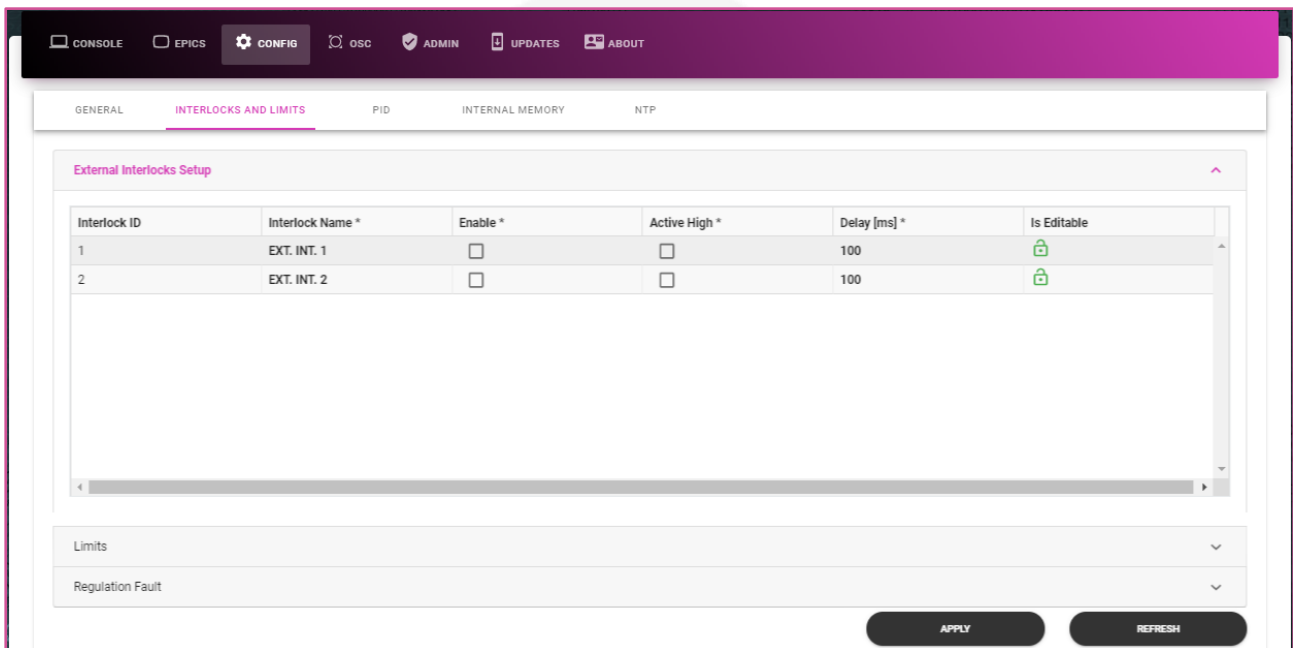 CONSOLE EPICS CONFIG OSC ADMIN UPDATES ABOUT
GENERAL INTERLOCKS AND LIMITS PID INTERNAL MEMORY NTP
External Interlocks Setup
Interlock ID Interlock Name * Enable * Active High * Delay [ms] * Is Editable
1 EXT. INT. 1 100
2 EXT. INT. 2 100
Limits
Regulation Fault
APPLY REFRESH